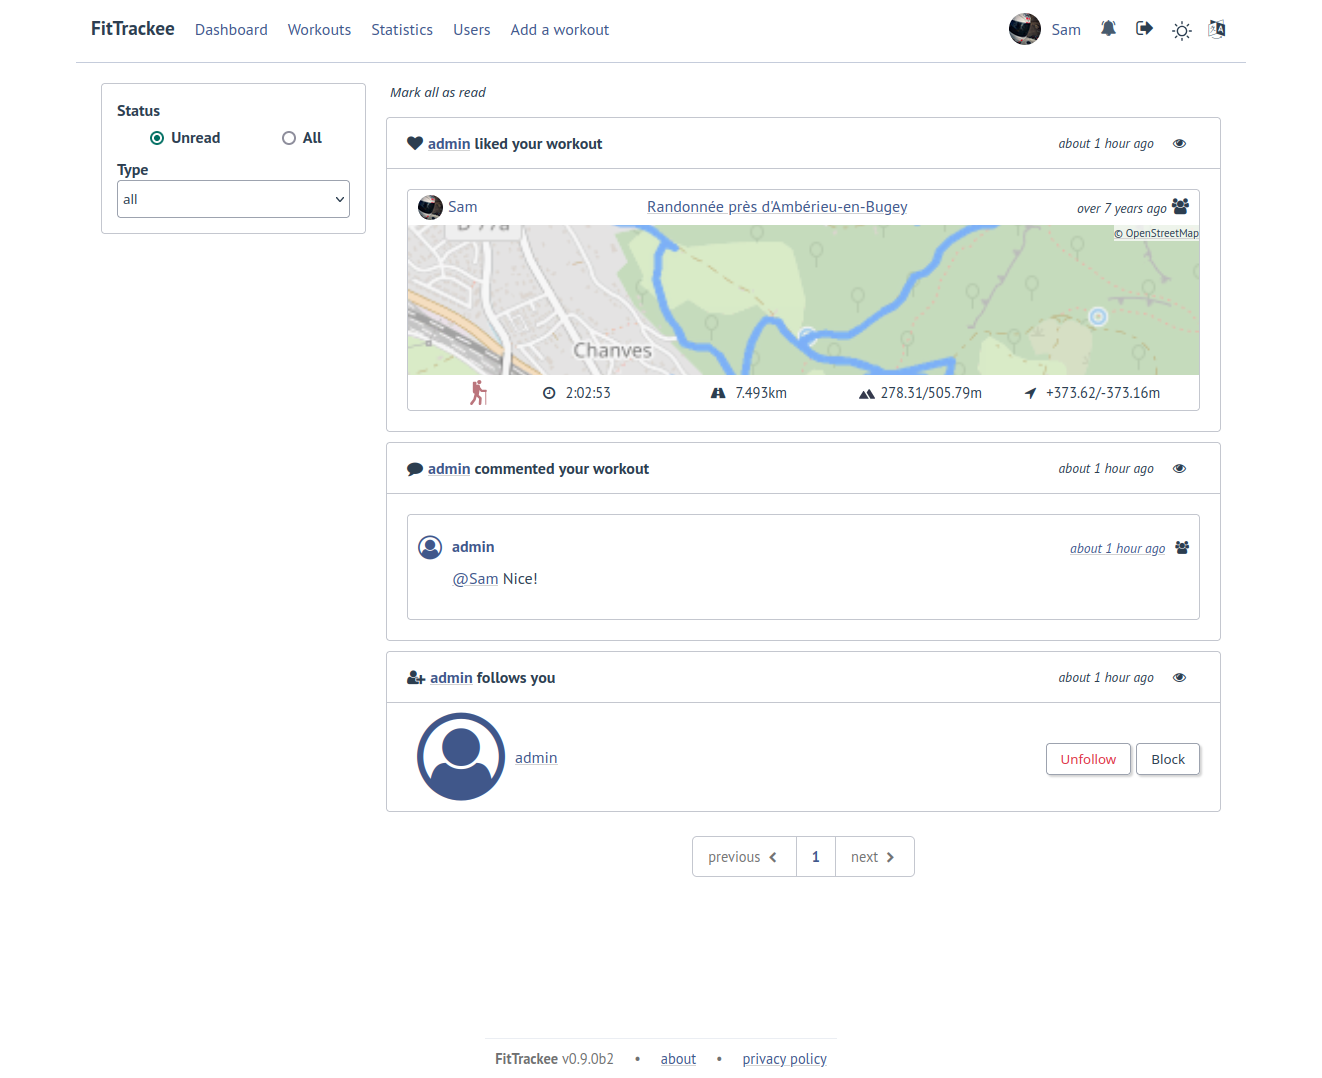 FitTrackee Dashboard Workouts Statistics Users Add a workout Sam
Status
Unread All
Type
all
Mark all as read
admin liked your workout about 1 hour ago
Sam Randonnée près d'Ambérieu-en-Bugey over 7 years ago
© OpenStreetMap
D 77a
Chanves
2:02:53 7.493km 278.31/505.79m +373.62/-373.16m
admin commented your workout about 1 hour ago
admin about 1 hour ago
@Sam Nice!
admin follows you about 1 hour ago
admin Unfollow Block
previous 1 next
FitTrackee v0.9.0b2 • about • privacy policy